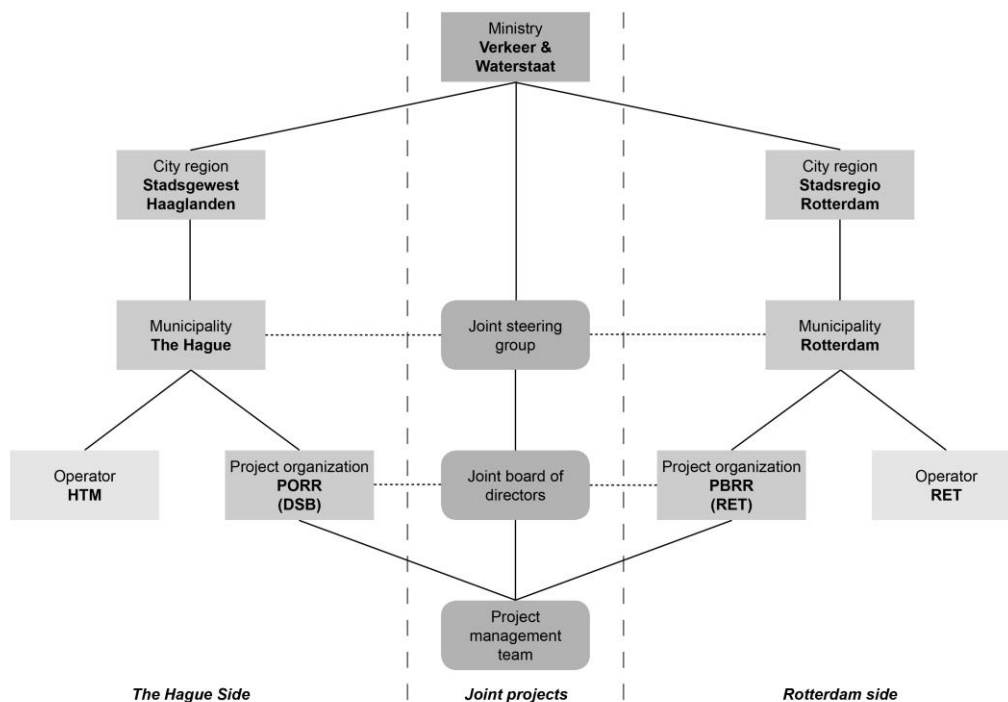 Ministry
Verkeer &
Waterstaat
City region
Stadsgewest
Haaglanden
City region
Stadsregio
Rotterdam
Municipality
The Hague
Joint steering
group
Municipality
Rotterdam
Operator
HTM
Project organization
PORR
(DSB)
Joint board of
directors
Project organization
PBRR
(RET)
Operator
RET
Project
management
team
The Hague Side
Joint projects
Rotterdam side